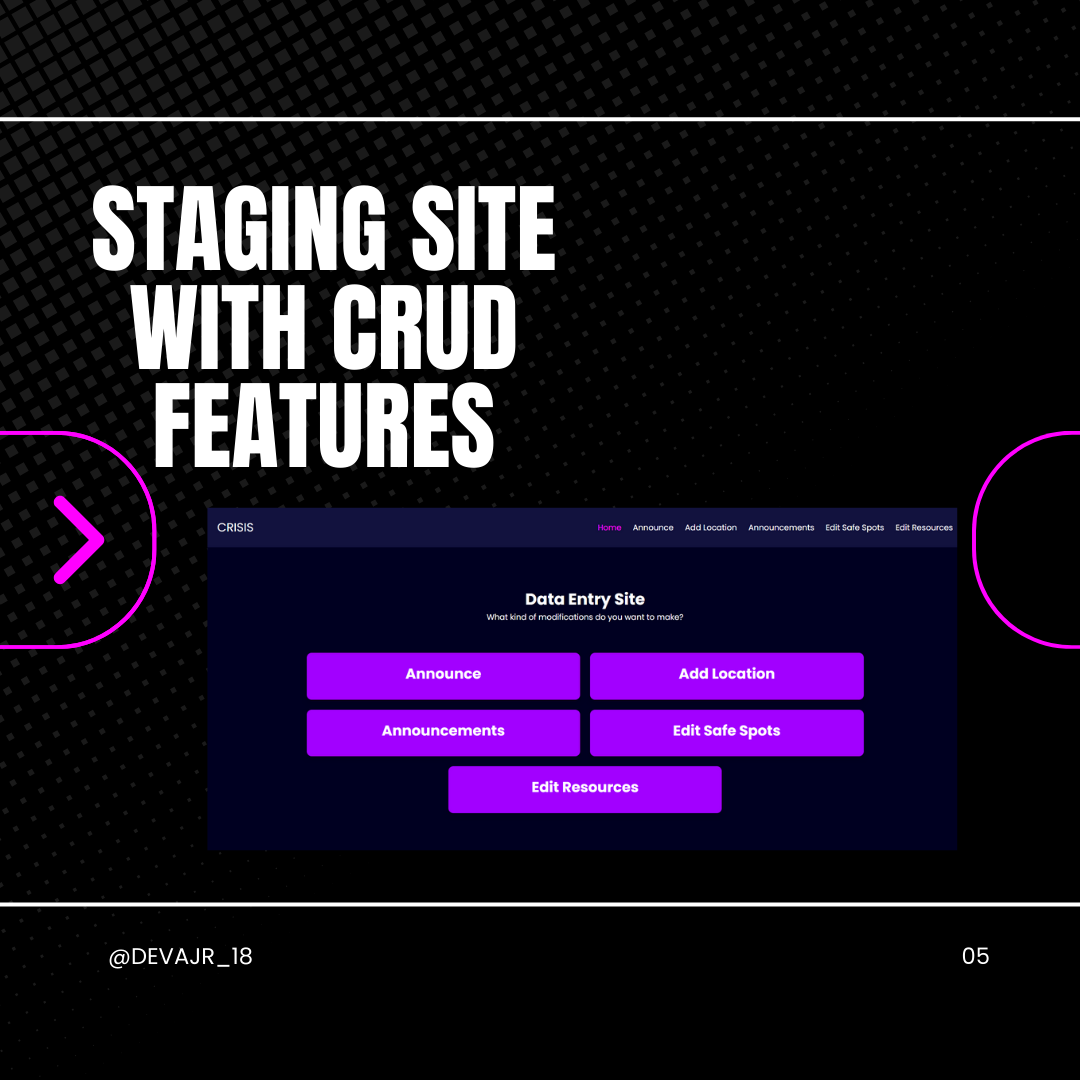 STAGING SITE
WITH CRUD
FEATURES
CRISIS Home Announce Add Location Announcements Edit Safe Spots Edit Resources
Data Entry Site
What kind of modifications do you want to make?
Announce Add Location
Announcements Edit Safe Spots
Edit Resources
@DEVAJR_18 05